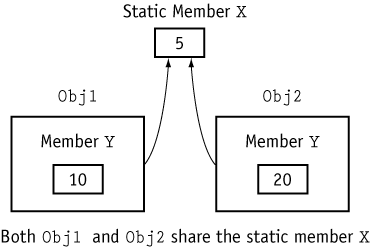 Static Member X
5
Obj1
Obj2
Member Y
Member Y
10
20
Both Obj1 and Obj2 share the static member X